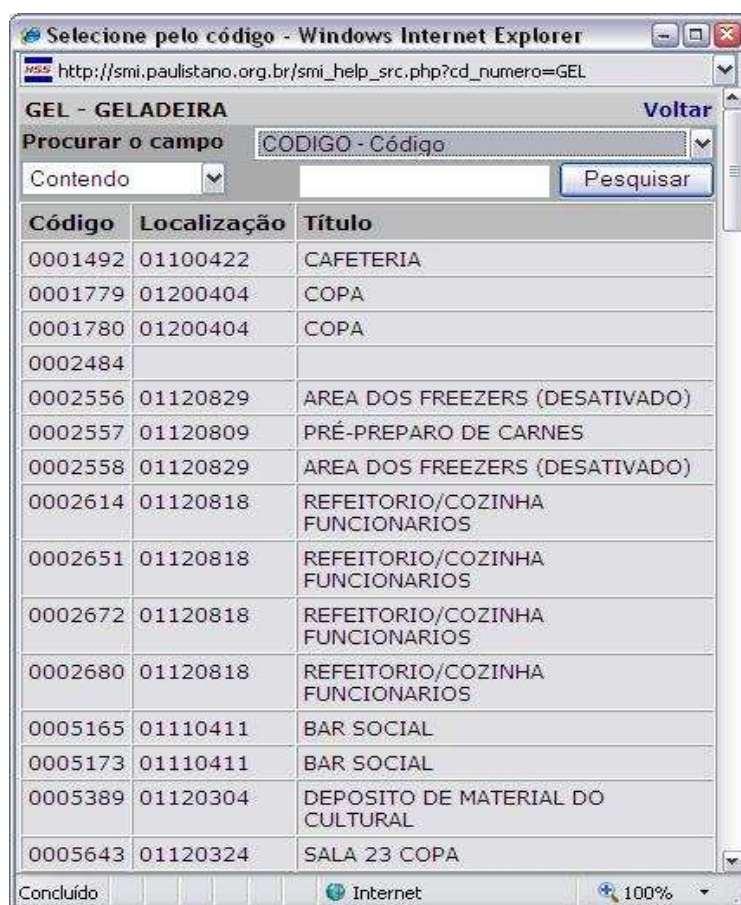 Selecione pelo código - Windows Internet Explorer
HSS http://smi.paulistano.org.br/smi_help_src.php?cd_numero=GEL
GEL - GELADEIRA Voltar
Procurar o campo CODIGO - Código
Contendo Pesquisar
Código Localização Título
0001492 01100422 CAFETERIA
0001779 01200404 COPA
0001780 01200404 COPA
0002484
0002556 01120829 AREA DOS FREEZERS (DESATIVADO)
0002557 01120809 PRÉ-PREPARO DE CARNES
0002558 01120829 AREA DOS FREEZERS (DESATIVADO)
0002614 01120818 REFEITORIO/COZINHA
FUNCIONARIOS
0002651 01120818 REFEITORIO/COZINHA
FUNCIONARIOS
0002672 01120818 REFEITORIO/COZINHA
FUNCIONARIOS
0002680 01120818 REFEITORIO/COZINHA
FUNCIONARIOS
0005165 01110411 BAR SOCIAL
0005173 01110411 BAR SOCIAL
0005389 01120304 DEPOSITO DE MATERIAL DO
CULTURAL
0005643 01120324 SALA 23 COPA
Concluído Internet 100%